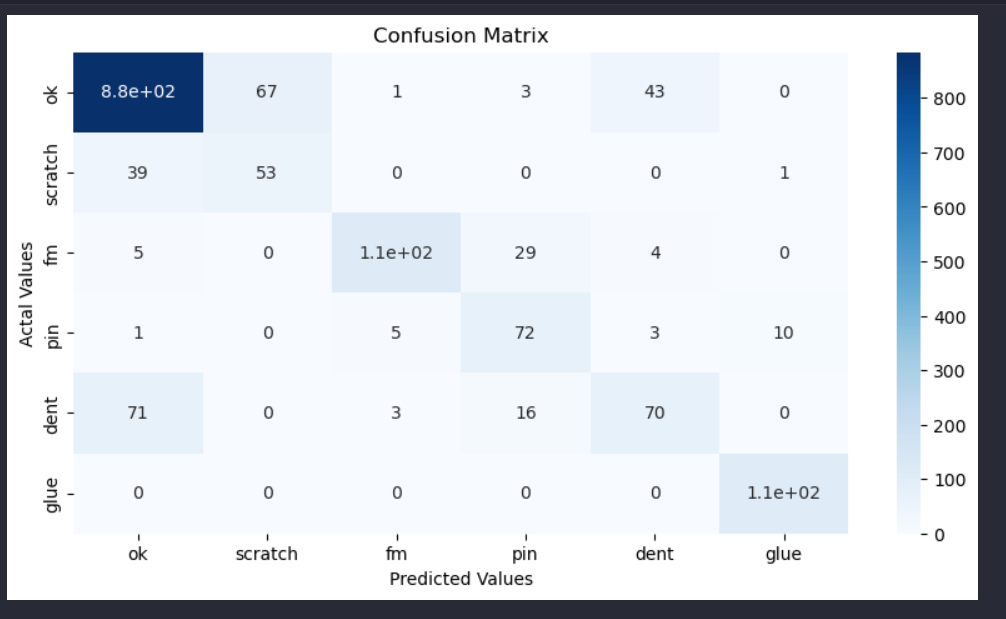 Confusion Matrix
ok 8.8e+02 67 1 3 43 0
scratch 39 53 0 0 0 1
fm 5 0 1.1e+02 29 4 0
pin 1 0 5 72 3 10
dent 71 0 3 16 70 0
glue 0 0 0 0 0 1.1e+02
ok scratch fm pin dent glue
Predicted Values
Actal Values
800
700
600
500
400
300
200
100
0